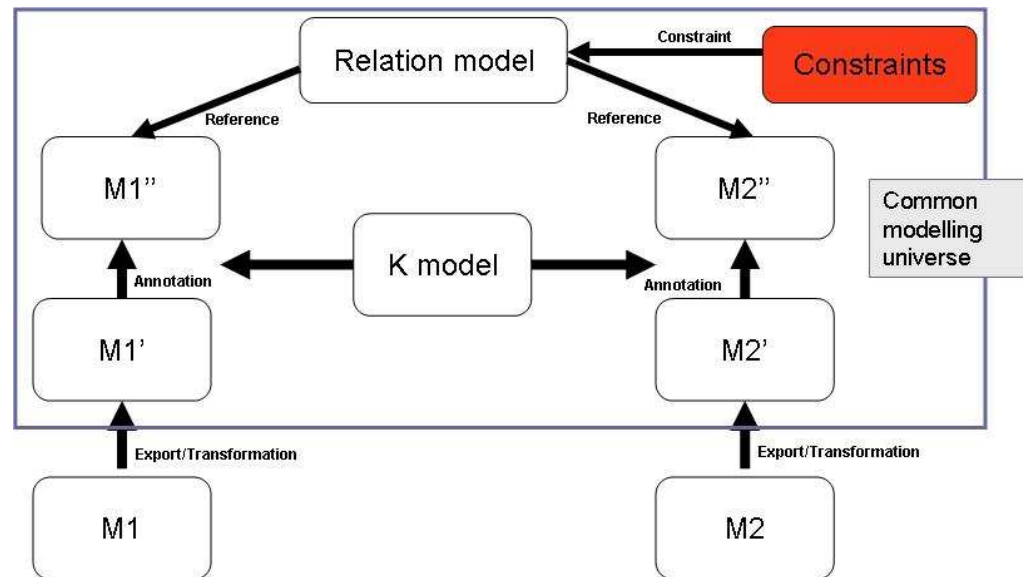 Constraint
Relation model
Constraints
Reference
Reference
M1’’
M2’’
Common
modelling
universe
K model
Annotation
Annotation
M1’
M2’
Export/Transformation
Export/Transformation
M1
M2